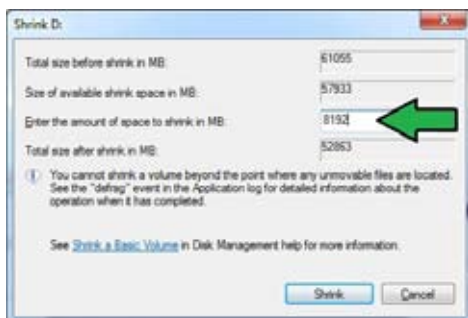 Shrink D:
Total size before shrink in MB: 61055
Size of available shrink space in MB: 57933
Enter the amount of space to shrink in MB: 8192
Total size after shrink in MB: 52863
You cannot shrink a volume beyond the point where any unmovable files are located.
See the "defrag" event in the Application log for detailed information about the
operation when it has completed.
See Shrink a Basic Volume in Disk Management help for more information.
Shrink Cancel